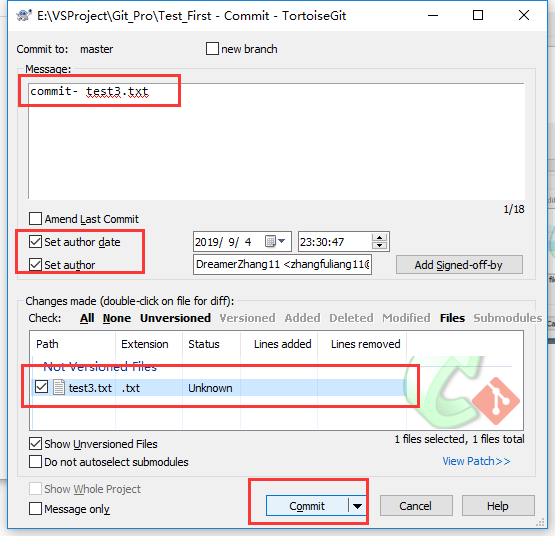 E:\VSProject\Git_Pro\Test_First - Commit - TortoiseGit
Commit to: master new branch
Message:
commit- test3.txt
1/18
Amend Last Commit
Set author date 2019/ 9/ 4 23:30:47
Set author DreamerZhang11 <zhangfuliang11@ Add Signed-off-by
Changes made (double-click on file for diff):
Check: All None Unversioned Versioned Added Deleted Modified Files Submodules
Path Extension Status Lines added Lines removed
Not Versioned Files
test3.txt .txt Unknown
Show Unversioned Files 1 files selected, 1 files total
Do not autoselect submodules View Patch>>
Show Whole Project
Message only
Commit Cancel Help